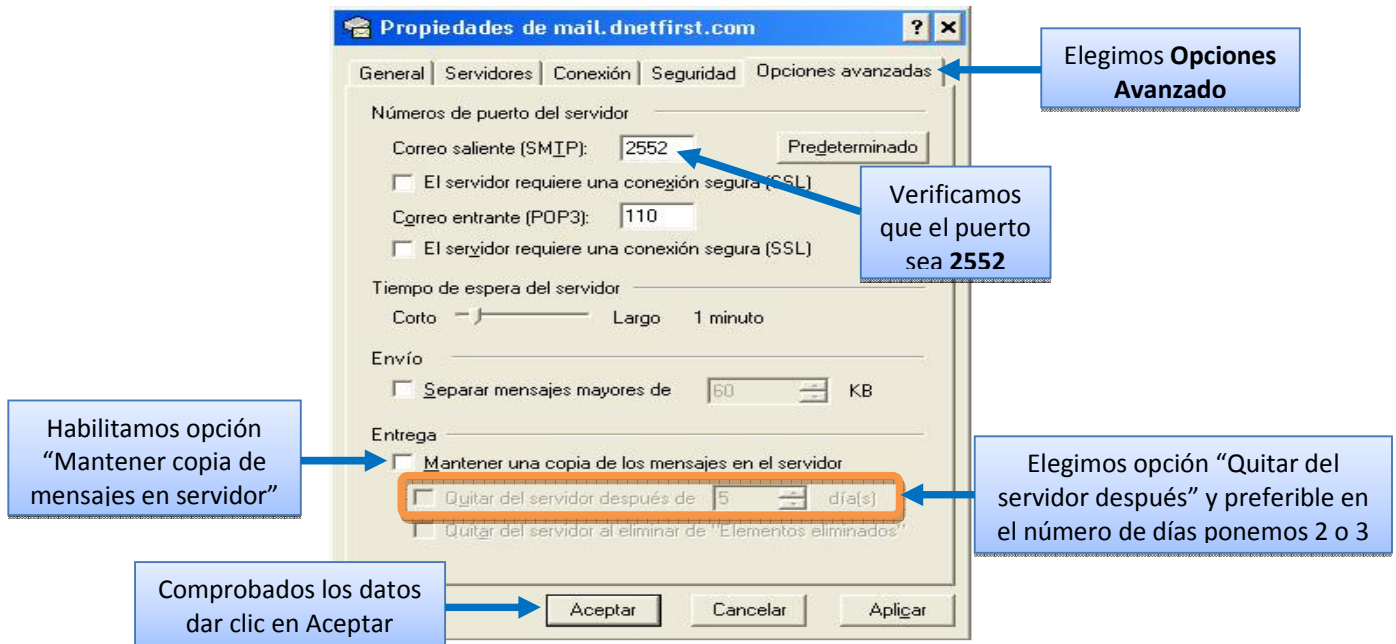 Propiedades de mail.dnetfirst.com
General Servidores Conexión Seguridad Opciones avanzadas
Elegimos Opciones
Avanzado
Números de puerto del servidor
Correo saliente (SMTP): 2552 Predeterminado
El servidor requiere una conexión segura (SSL)
Correo entrante (POP3): 110
El servidor requiere una conexión segura (SSL)
Verificamos
que el puerto
sea 2552
Tiempo de espera del servidor
Corto Largo 1 minuto
Envío
Separar mensajes mayores de 60 KB
Entrega
Mantener una copia de los mensajes en el servidor
Quitar del servidor después de 5 día(s)
Quitar del servidor al eliminar de "Elementos eliminados"
Habilitamos opción
“Mantener copia de
mensajes en servidor”
Elegimos opción “Quitar del
servidor después” y preferible en
el número de días ponemos 2 o 3
Comprobados los datos
dar clic en Aceptar
Aceptar Cancelar Aplicar